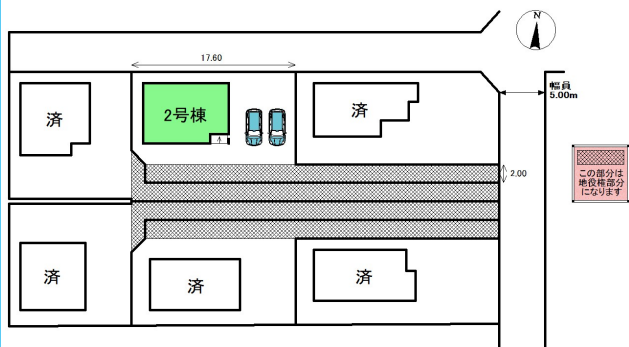 N
17.60
幅員
5.00m
済
2号棟
済
2.00
この部分は
地役権部分
になります
済
済
済